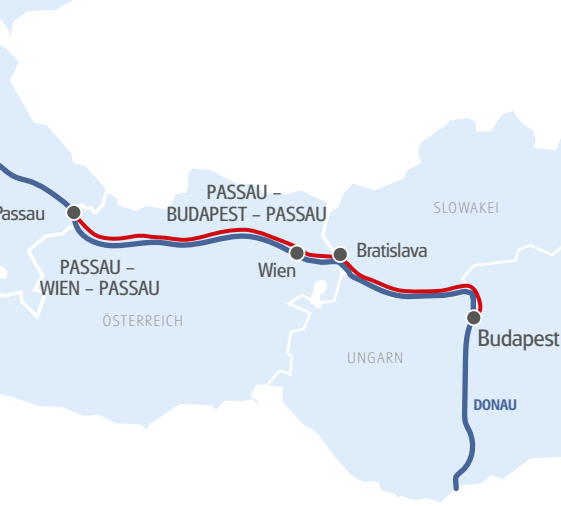 PASSAU –
BUDAPEST – PASSAU
SLOWAKEI
Passau
Bratislava
Wien
PASSAU –
WIEN – PASSAU
ÖSTERREICH
Budapest
UNGARN
DONAU